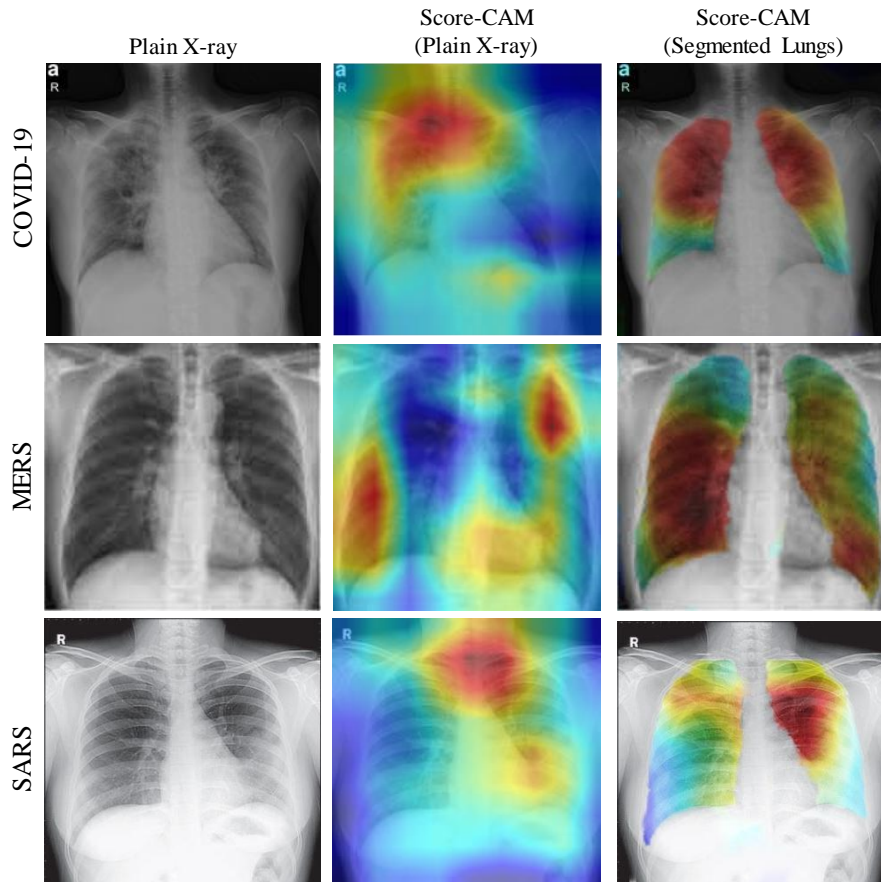 Plain X-ray
Score-CAM
(Plain X-ray)
Score-CAM
(Segmented Lungs)
COVID-19
a
R
a
R
a
R
MERS
SARS
R
R
R